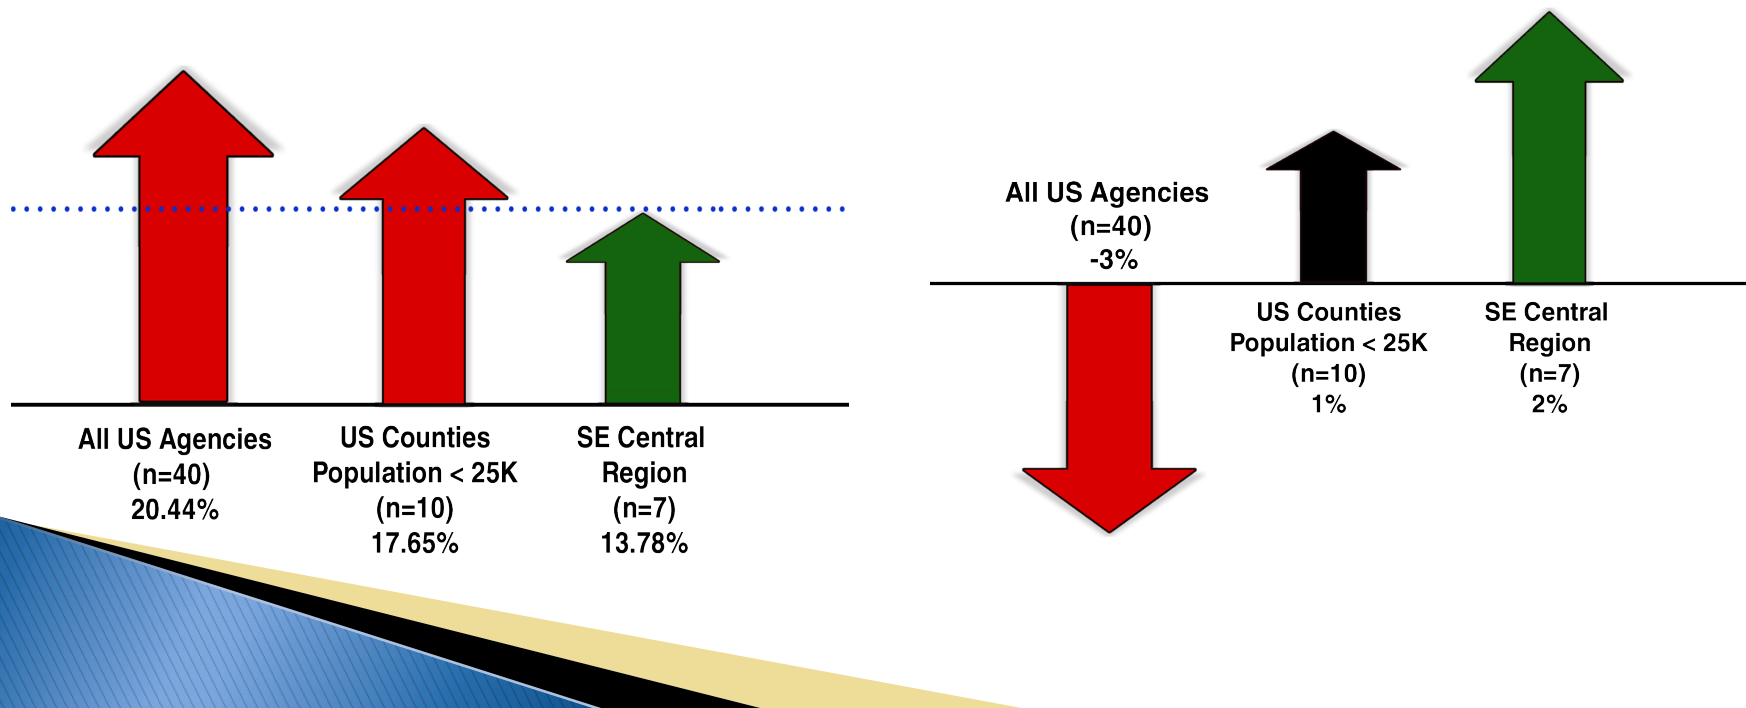 All US Agencies
(n=40)
20.44%
US Counties
Population < 25K
(n=10)
17.65%
SE Central
Region
(n=7)
13.78%
All US Agencies
(n=40)
-3%
US Counties
Population < 25K
(n=10)
1%
SE Central
Region
(n=7)
2%